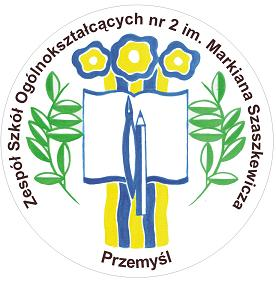 Zespół Szkół Ogólnokształcących nr 2 im. Markiana Szaszkewicza
Przemyśl